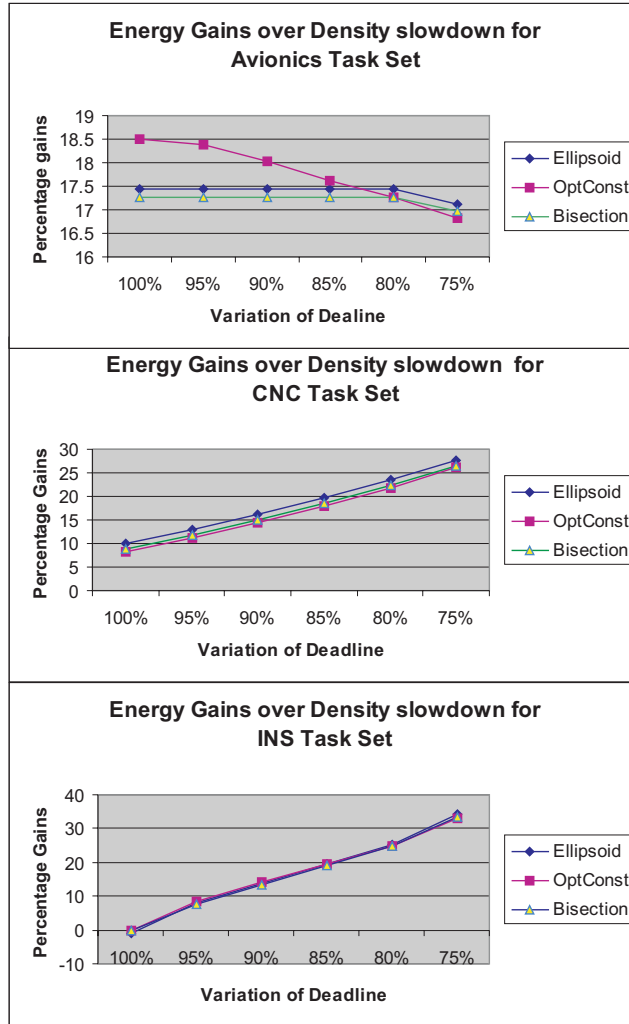 Energy Gains over Density slowdown for
Avionics Task Set
Percentage gains
19
18.5
18
17.5
17
16.5
16
100% 95% 90% 85% 80% 75%
Variation of Dealine
Ellipsoid
OptConst
Bisection
Energy Gains over Density slowdown for
CNC Task Set
Percentage Gains
30
25
20
15
10
5
0
100% 95% 90% 85% 80% 75%
Variation of Deadline
Ellipsoid
OptConst
Bisection
Energy Gains over Density slowdown for
INS Task Set
Percentage Gains
40
30
20
10
0
-10
100% 95% 90% 85% 80% 75%
Variation of Deadline
Ellipsoid
OptConst
Bisection